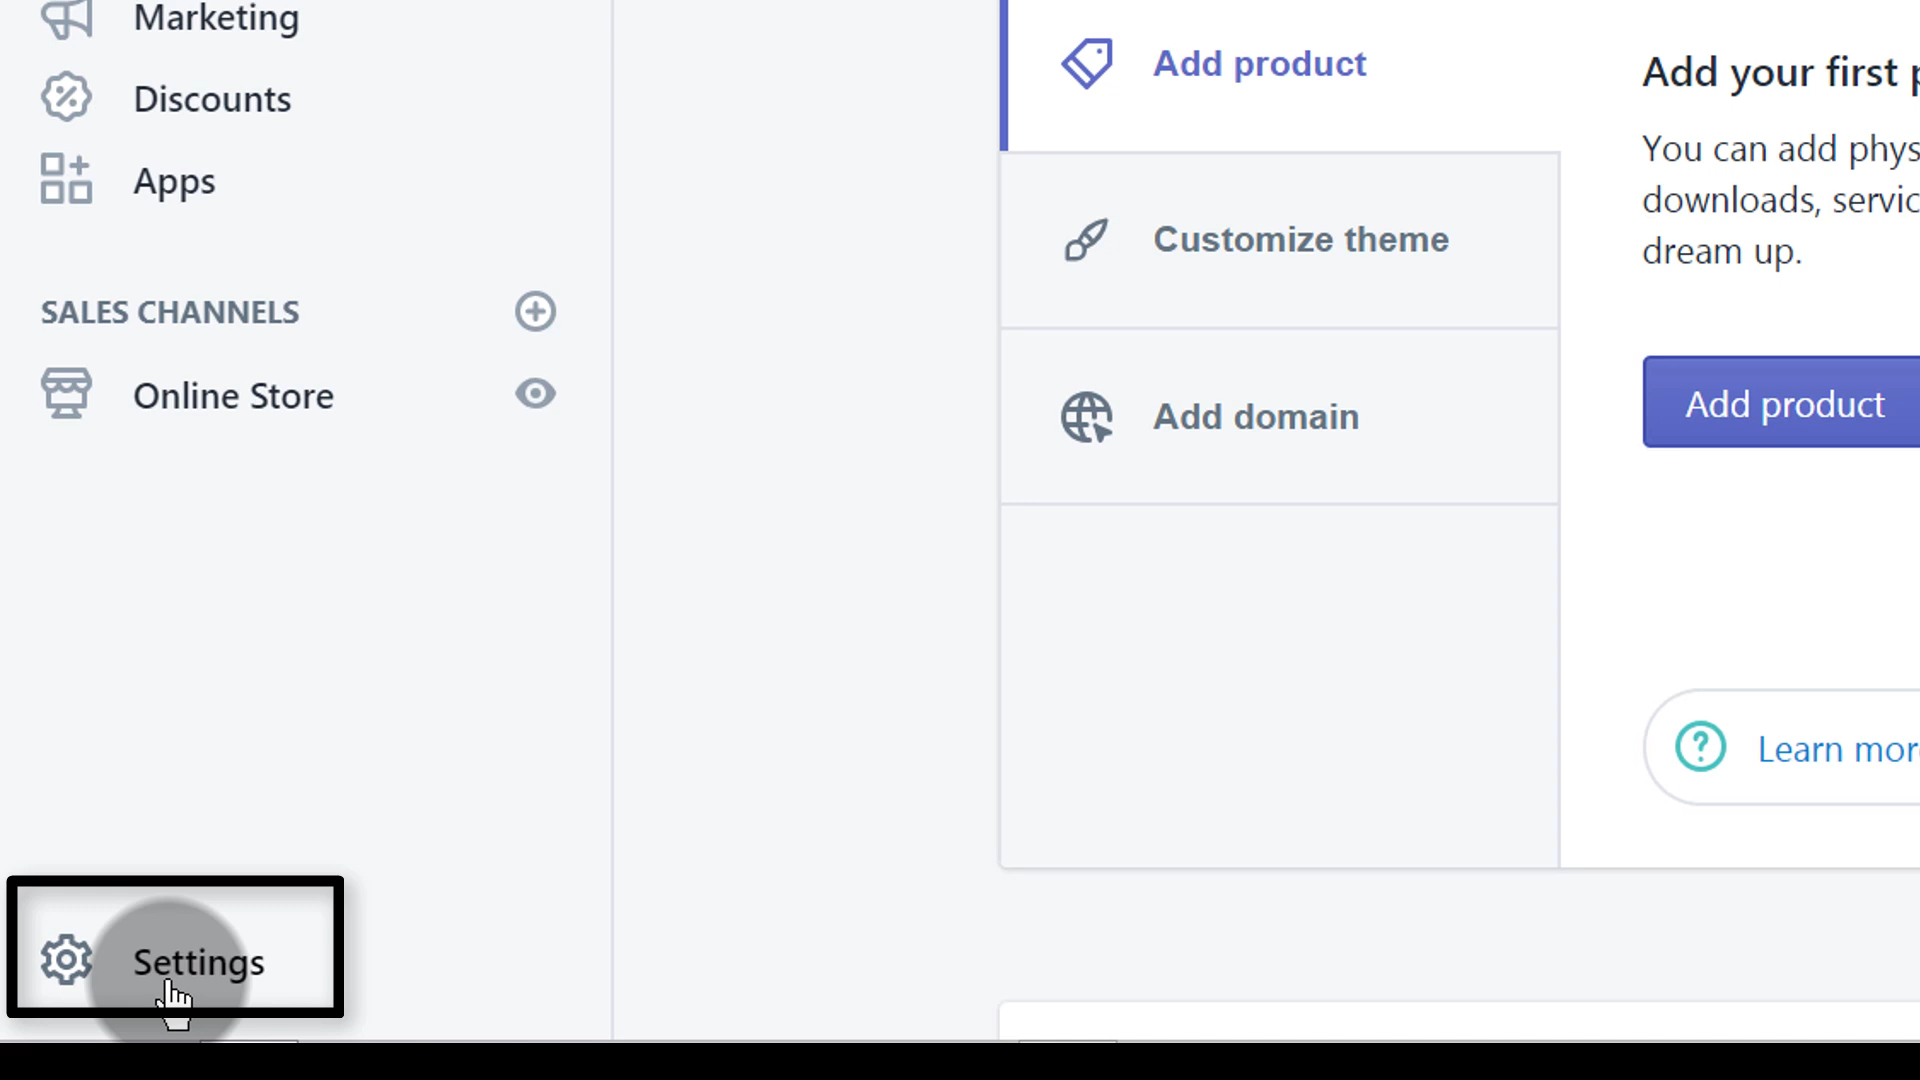 Marketing
Discounts
Apps
SALES CHANNELS
Online Store
Settings
Add product
Customize theme
Add domain
Add your first
You can add phys
downloads, servic
dream up.
Add product
Learn more